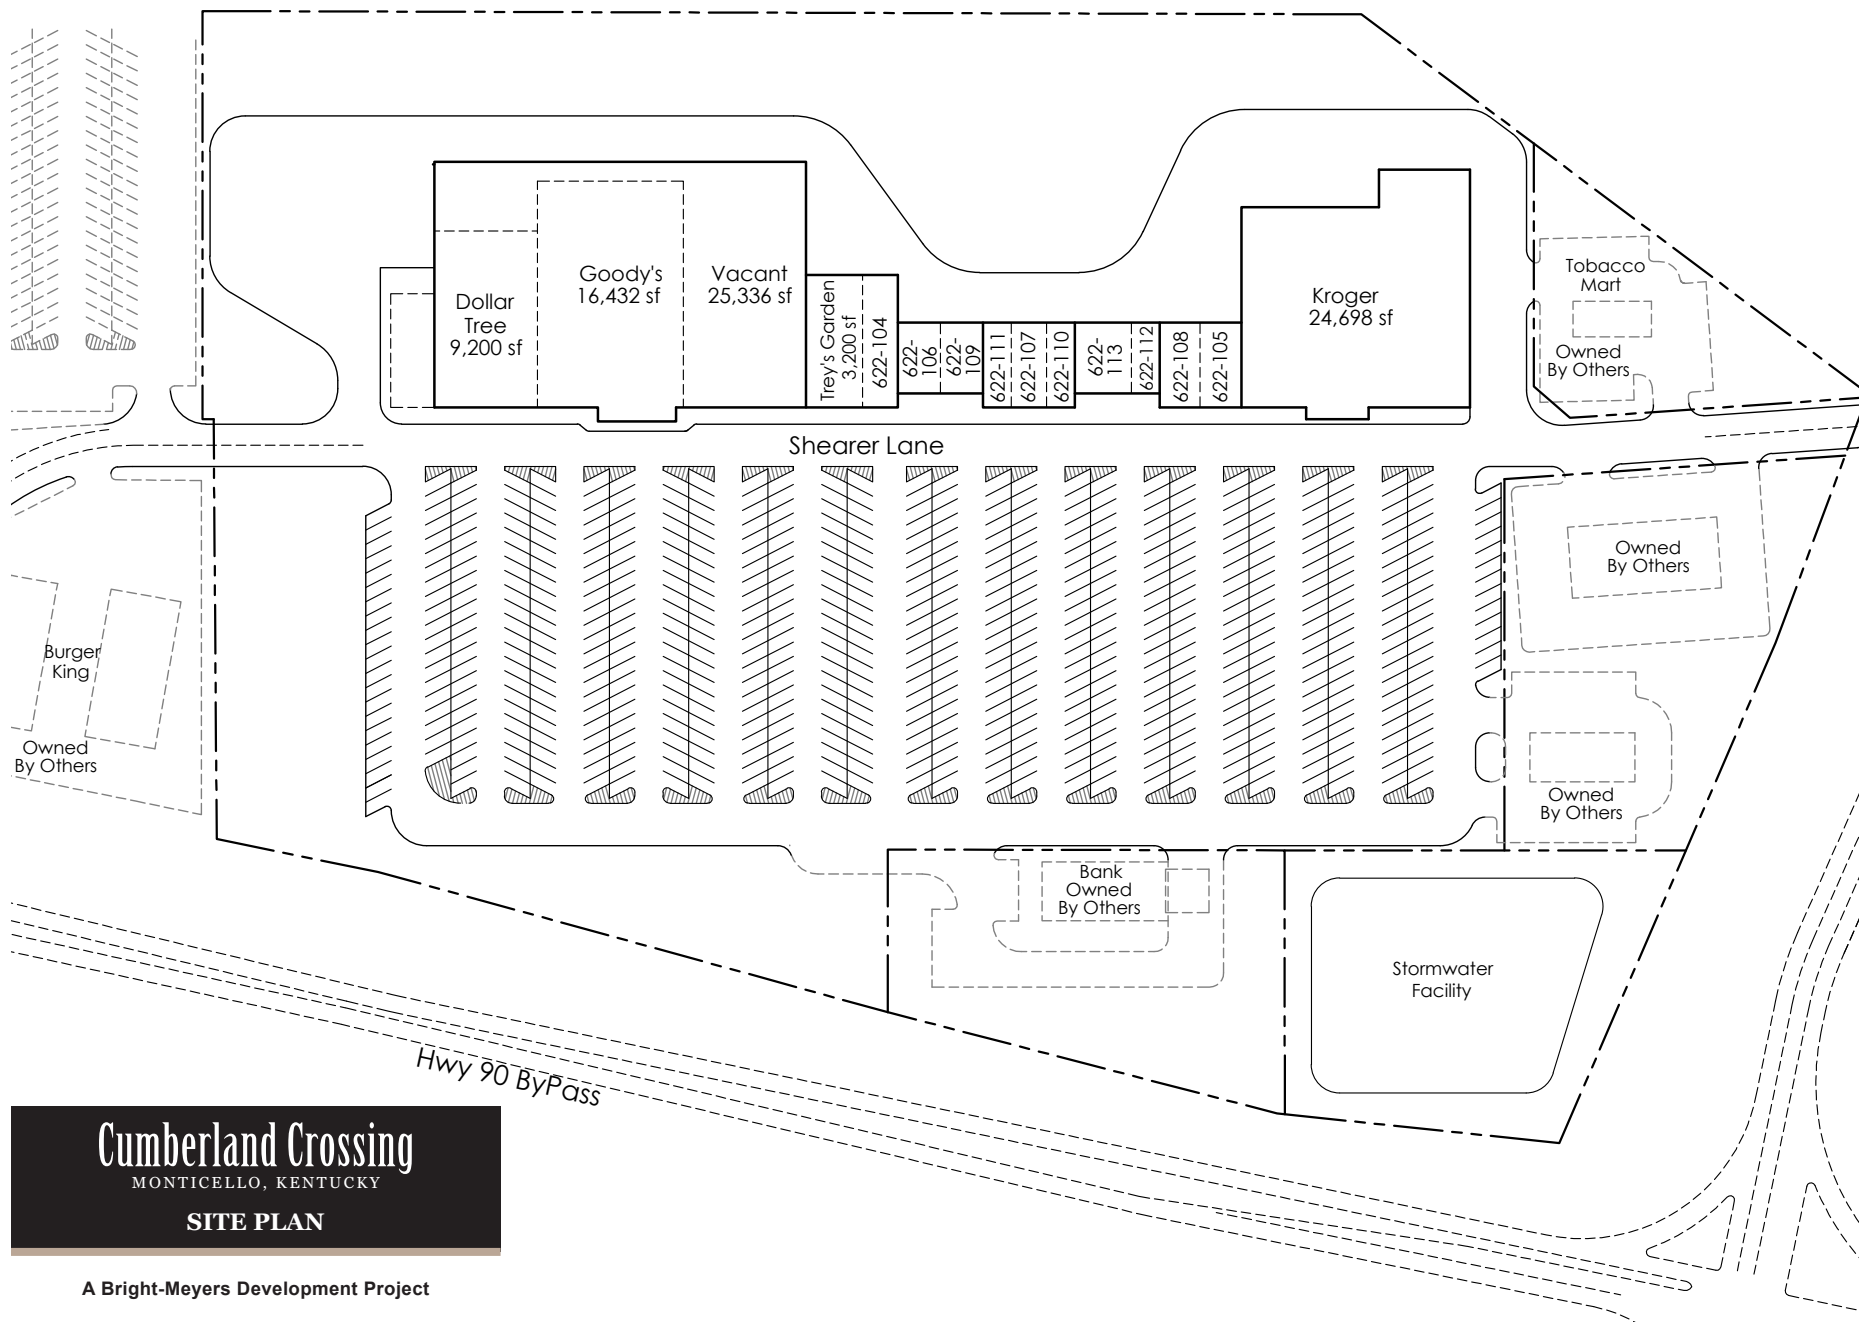 Dollar
Tree
9,200 sf
Goody's
16,432 sf
Vacant
25,336 sf
Trey's Garden
3,200 sf
622-104
622-
106
622-
109
622-111
622-107
622-110
622-
113
622-112
622-108
622-105
Kroger
24,698 sf
Tobacco
Mart
Owned
By Others
Shearer Lane
Owned
By Others
Burger
King
Owned
By Others
Owned
By Others
Bank
Owned
By Others
Stormwater
Facility
Hwy 90 ByPass
Cumberland Crossing
MONTICELLO, KENTUCKY
SITE PLAN
A Bright-Meyers Development Project